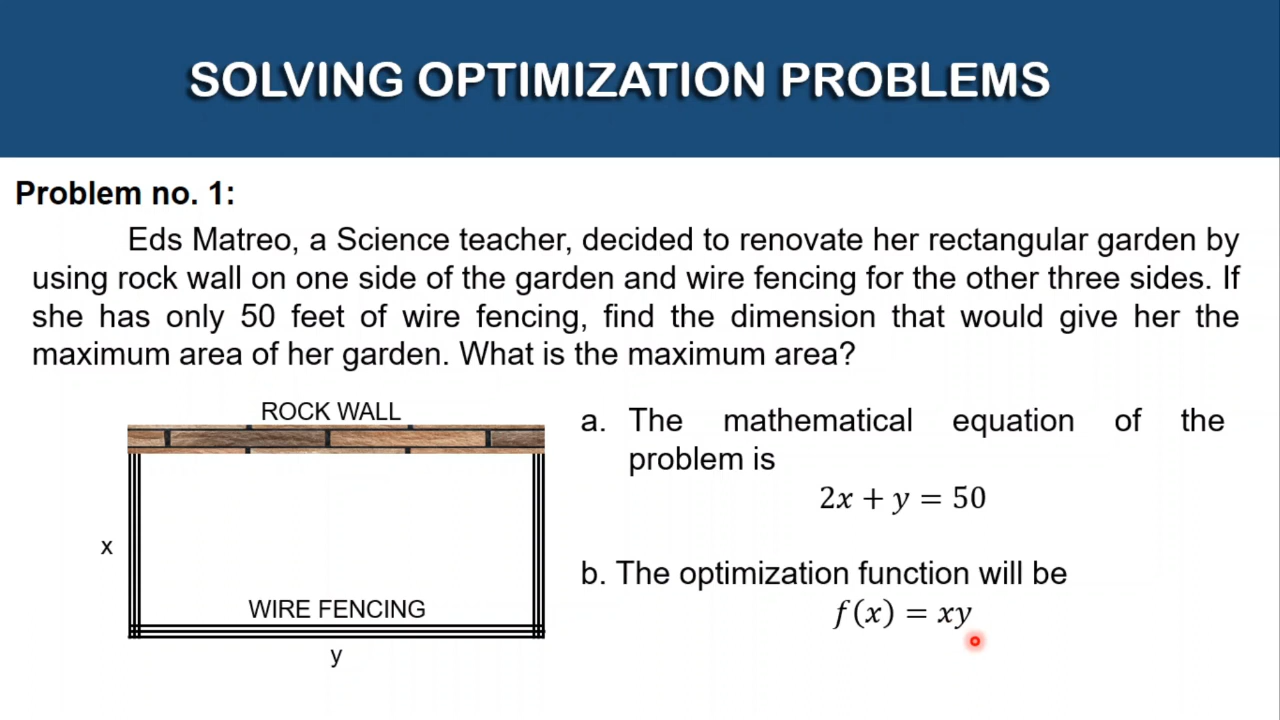 SOLVING OPTIMIZATION PROBLEMS
Problem no. 1:
Eds Matreo, a Science teacher, decided to renovate her rectangular garden by
using rock wall on one side of the garden and wire fencing for the other three sides. If
she has only 50 feet of wire fencing, find the dimension that would give her the
maximum area of her garden. What is the maximum area?
ROCK WALL
x
WIRE FENCING
y
a. The mathematical equation of the
problem is
2x + y = 50
b. The optimization function will be
f(x) = xy